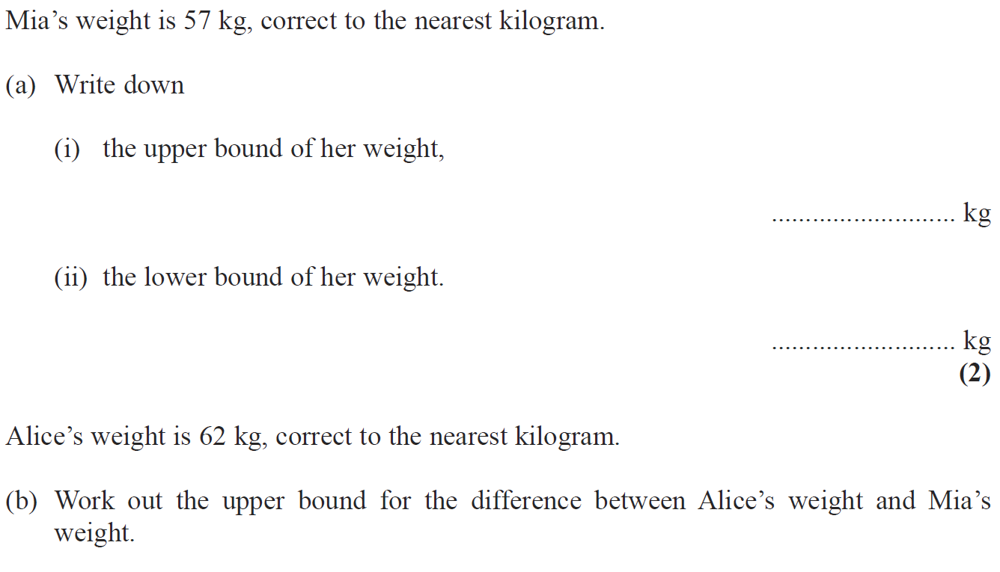 Mia’s weight is 57 kg, correct to the nearest kilogram.
(a) Write down
(i) the upper bound of her weight,
........................... kg
(ii) the lower bound of her weight.
........................... kg
(2)
Alice’s weight is 62 kg, correct to the nearest kilogram.
(b) Work out the upper bound for the difference between Alice’s weight and Mia’s
weight.